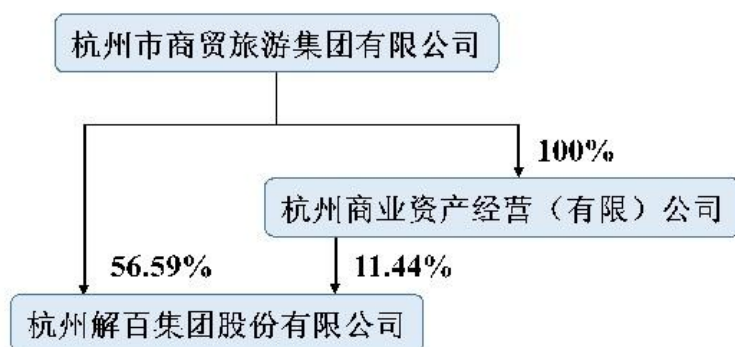 杭州市商贸旅游集团有限公司
100%
杭州商业资产经营（有限）公司
56.59%
11.44%
杭州解百集团股份有限公司